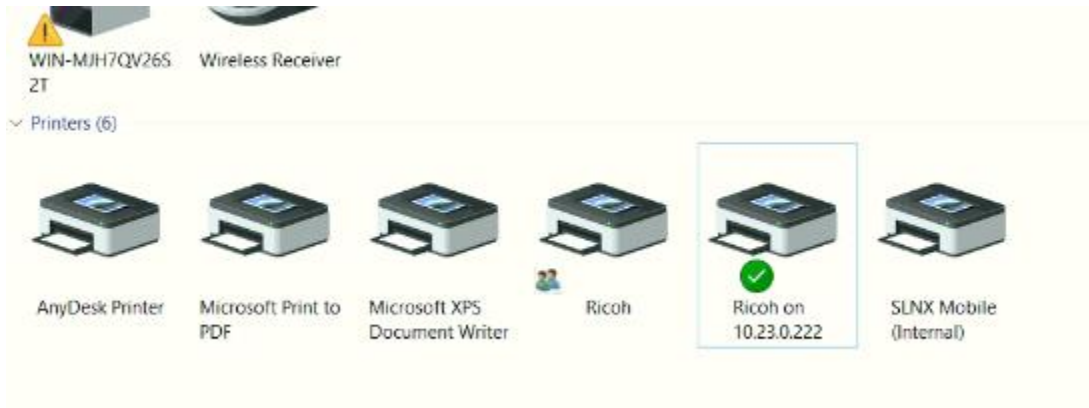 WIN-MJH7QV26S Wireless Receiver
2T
Printers (6)
AnyDesk Printer Microsoft Print to Microsoft XPS Ricoh Ricoh on SLNX Mobile
PDF Document Writer 10.23.0.222 (Internal)